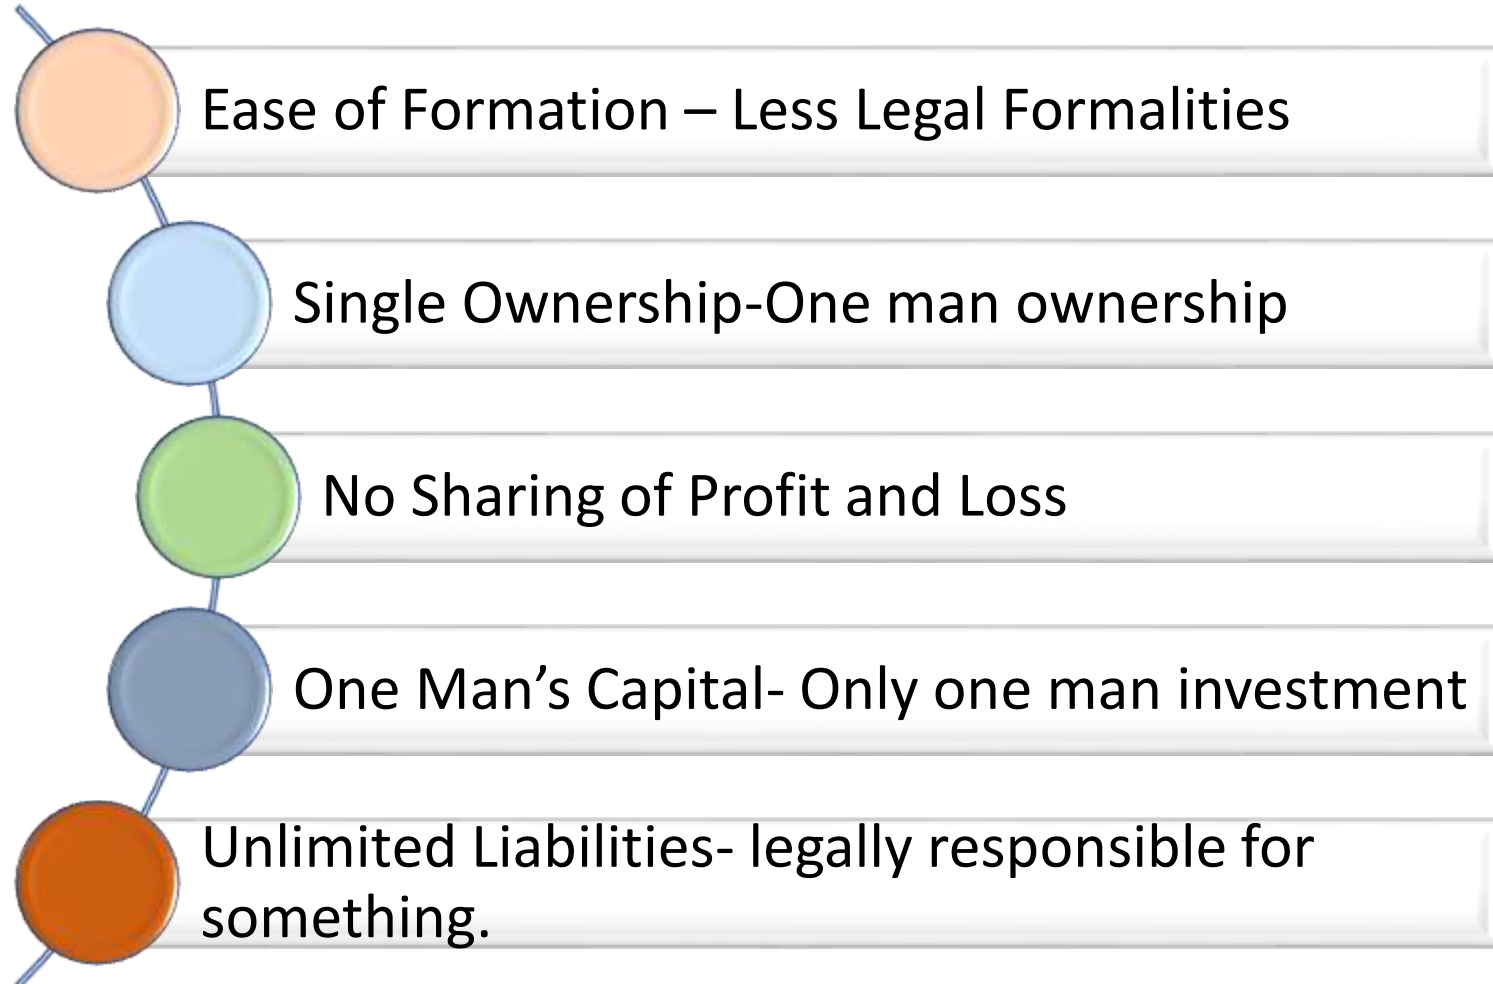 Ease of Formation – Less Legal Formalities
Single Ownership-One man ownership
No Sharing of Profit and Loss
One Man’s Capital- Only one man investment
Unlimited Liabilities- legally responsible for
something.